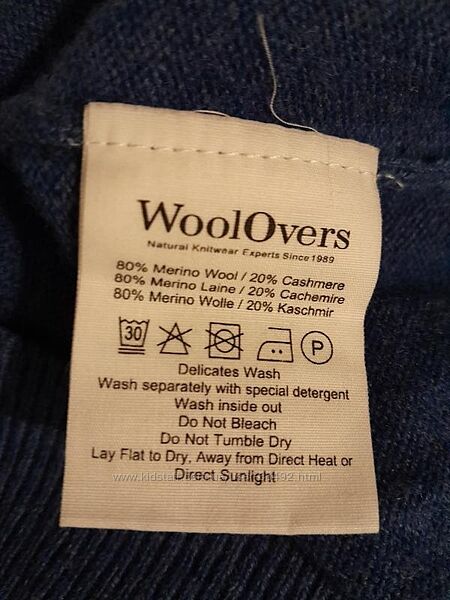 WoolOvers
Natural Knitwear Experts Since 1989
80% Merino Wool / 20% Cashmere
80% Merino Laine / 20% Cachemire
80% Merino Wolle / 20% Kaschmir
30 P
Delicates Wash
Wash separately with special detergent
Wash inside out
Do Not Bleach
Do Not Tumble Dry
Lay Flat to Dry, Away from Direct Heat or
Direct Sunlight